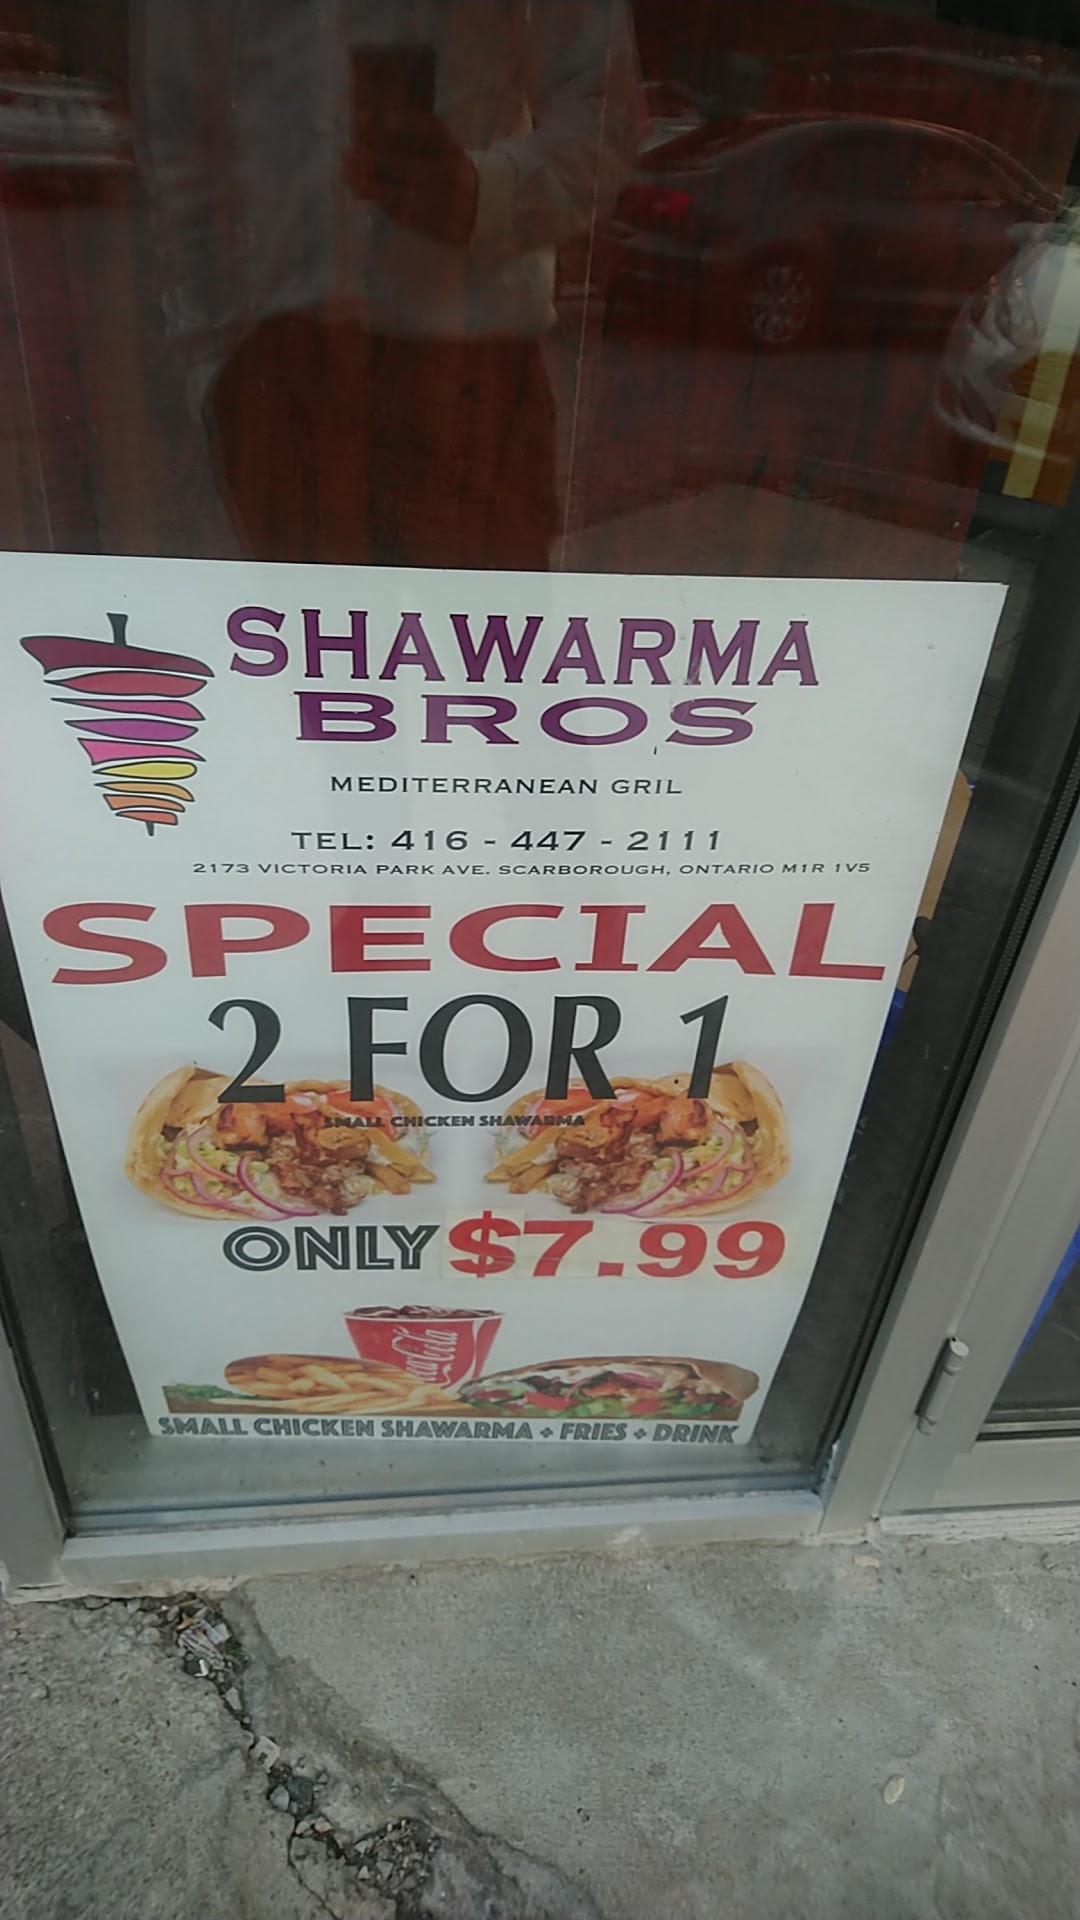 SHAWARMA
BROS
MEDITERRANEAN GRIL
TEL: 416 - 447 - 2111
2173 VICTORIA PARK AVE. SCARBOROUGH, ONTARIO M1R 1V5
SPECIAL
2 FOR 1
SMALL CHICKEN SHAWARMA
ONLY $7.99
Coca-Cola
SMALL CHICKEN SHAWARMA + FRIES + DRINK